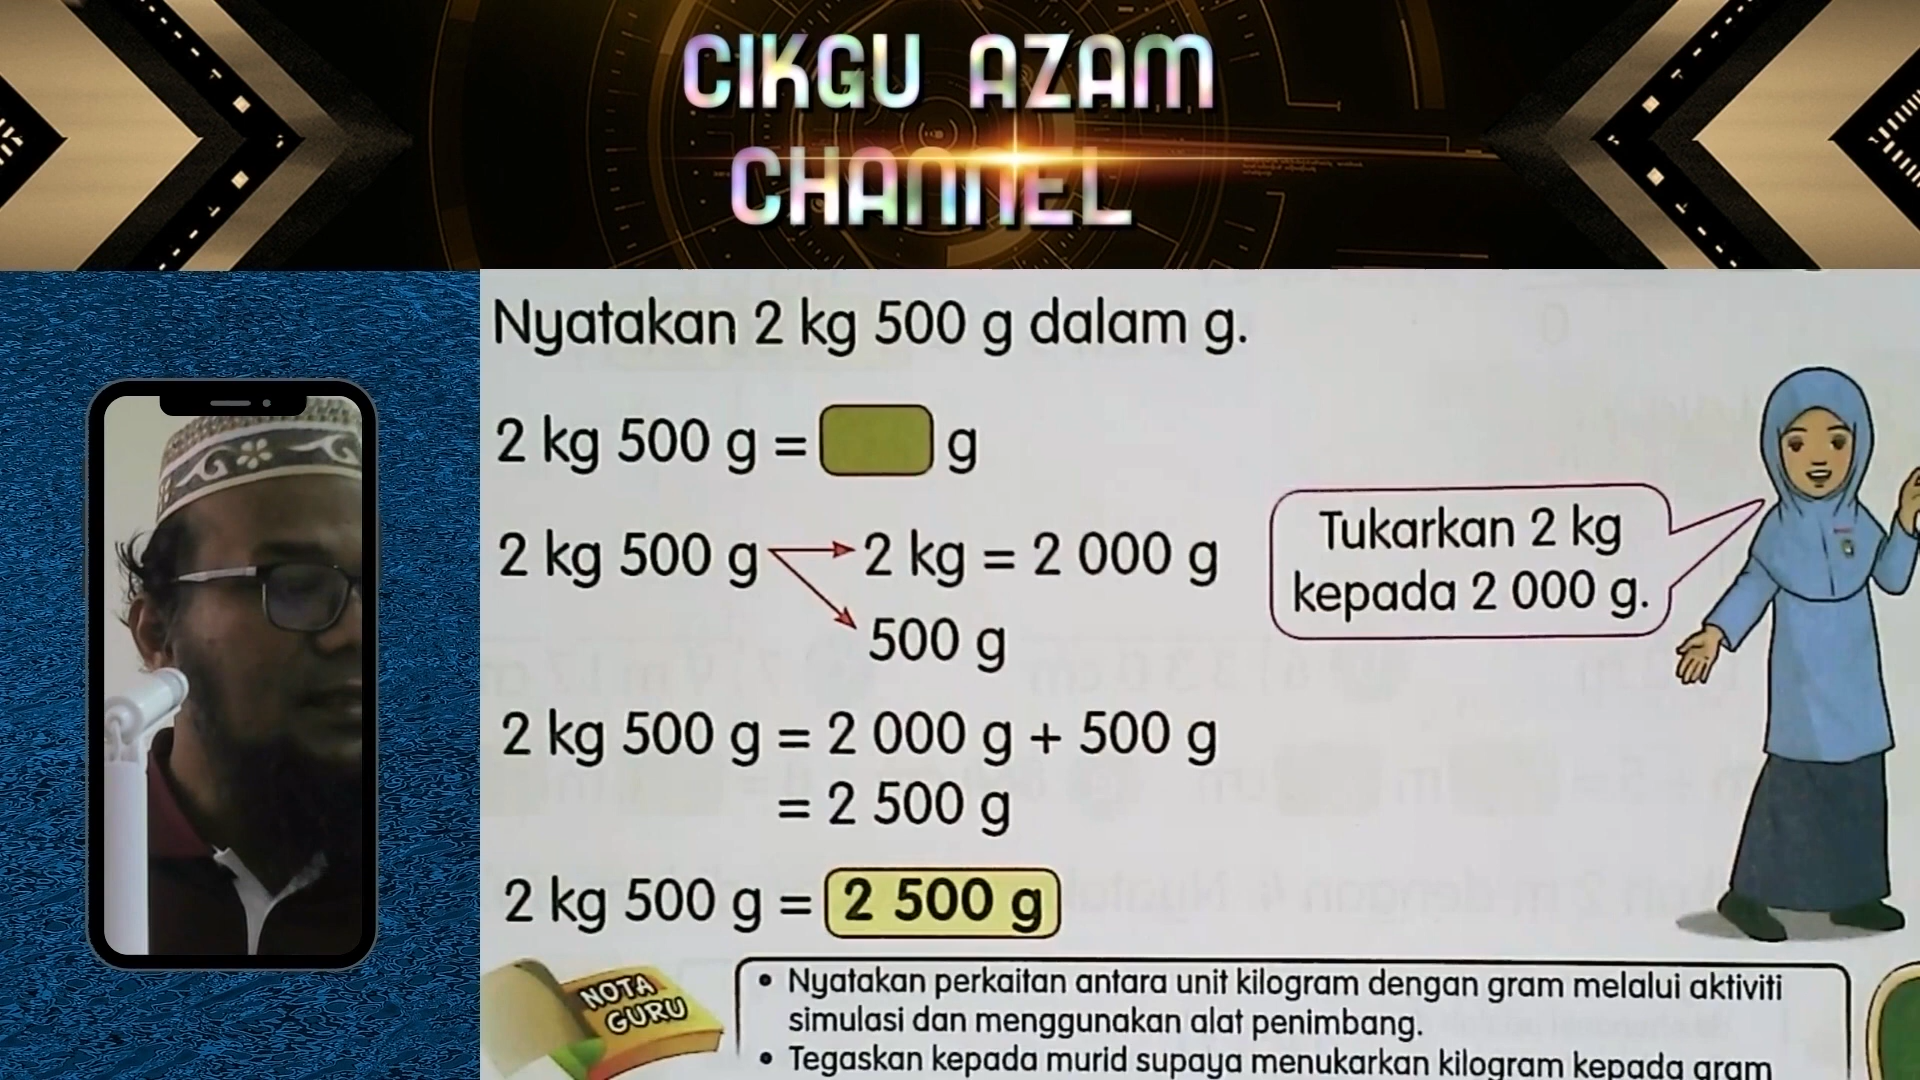 CIKGU AZAM
CHANNEL
Nyatakan 2 kg 500 g dalam g.
2 kg 500 g = g
2 kg 500 g 2 kg = 2 000 g
500 g
Tukarkan 2 kg
kepada 2 000 g.
2 kg 500 g = 2 000 g + 500 g
= 2 500 g
2 kg 500 g = 2 500 g
NOTA
GURU
• Nyatakan perkaitan antara unit kilogram dengan gram melalui aktiviti
simulasi dan menggunakan alat penimbang.
• Tegaskan kepada murid supaya menukarkan kilogram kepada gram